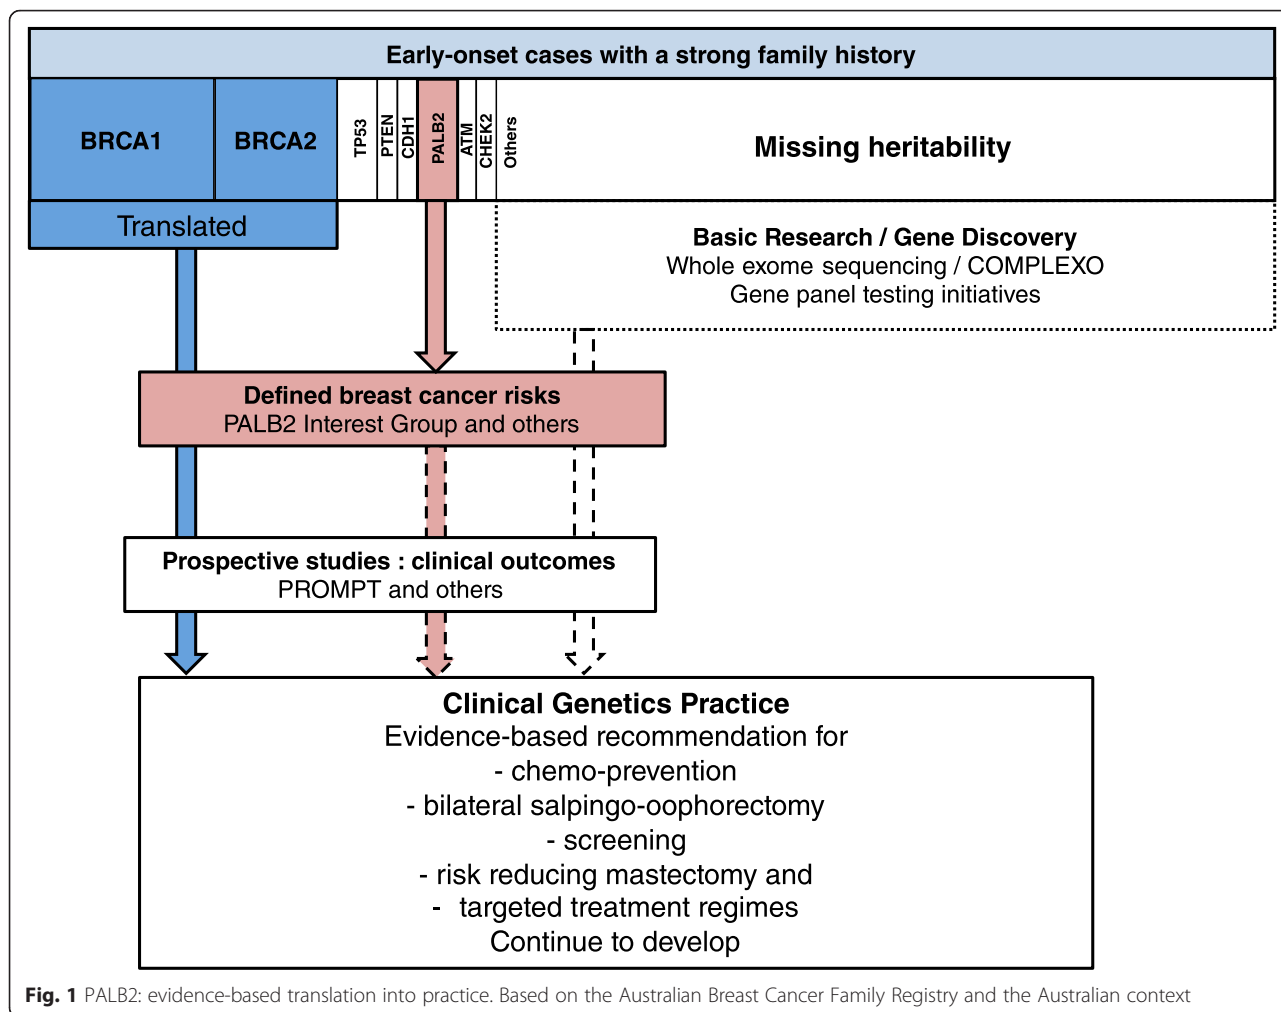 Early-onset cases with a strong family history
BRCA1
BRCA2
TP53
PTEN
CDH1
PALB2
ATM
CHEK2
Others
Missing heritability
Translated
Basic Research / Gene Discovery
Whole exome sequencing / COMPLEXO
Gene panel testing initiatives
Defined breast cancer risks
PALB2 Interest Group and others
Prospective studies : clinical outcomes
PROMPT and others
Clinical Genetics Practice
Evidence-based recommendation for
- chemo-prevention
- bilateral salpingo-oophorectomy
- screening
- risk reducing mastectomy and
- targeted treatment regimes
Continue to develop
Fig. 1 PALB2: evidence-based translation into practice. Based on the Australian Breast Cancer Family Registry and the Australian context